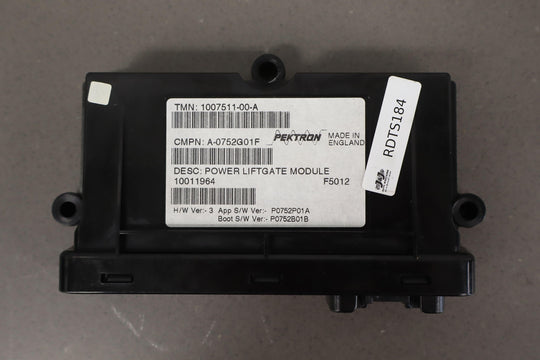 TMN: 1007511-00-A
CMPN: A-0752G01F
PEKTRON
MADE IN
ENGLAND
DESC: POWER LIFTGATE MODULE
10011964 F5012
H/W Ver:- 3 App S/W Ver:- P0752P01A
Boot S/W Ver:- P0752B01B
RDTS184